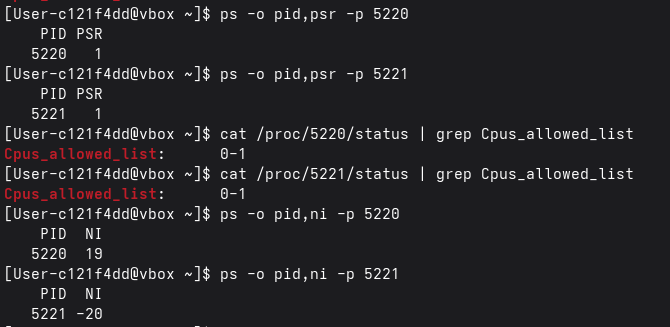 [User-c121f4dd@vbox ~]$ ps -o pid,psr -p 5220
    PID PSR
   5220   1
[User-c121f4dd@vbox ~]$ ps -o pid,psr -p 5221
    PID PSR
   5221   1
[User-c121f4dd@vbox ~]$ cat /proc/5220/status | grep Cpus_allowed_list
Cpus_allowed_list:      0-1
[User-c121f4dd@vbox ~]$ cat /proc/5221/status | grep Cpus_allowed_list
Cpus_allowed_list:      0-1
[User-c121f4dd@vbox ~]$ ps -o pid,ni -p 5220
    PID  NI
   5220  19
[User-c121f4dd@vbox ~]$ ps -o pid,ni -p 5221
    PID  NI
   5221 -20